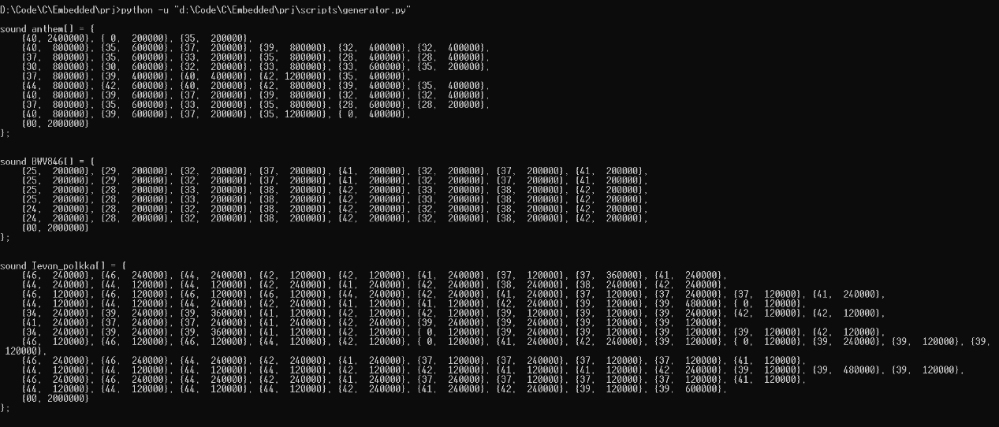 D:\Code\C\Embedded\prj>python -u "d:\Code\C\Embedded\prj\scripts\generator.py"
sound anthem[] = {
{40, 2400000}, { 0,  200000}, {35,  200000},
{40,  800000}, {35,  600000}, {37,  200000}, {39,  800000}, {32,  400000}, {32,  400000},
{37,  800000}, {35,  600000}, {33,  200000}, {35,  800000}, {28,  400000}, {28,  400000},
{30,  800000}, {30,  600000}, {32,  200000}, {33,  800000}, {33,  600000}, {35,  200000},
{37,  800000}, {39,  400000}, {40,  400000}, {42, 1200000}, {35,  400000},
{44,  800000}, {42,  600000}, {40,  200000}, {42,  800000}, {39,  400000}, {35,  400000},
{40,  800000}, {39,  600000}, {37,  200000}, {39,  800000}, {32,  400000}, {32,  400000},
{37,  800000}, {35,  600000}, {33,  200000}, {35,  800000}, {28,  600000}, {28,  200000},
{40,  800000}, {39,  600000}, {37,  200000}, {35, 1200000}, { 0,  400000},
{00, 2000000}
};
sound BWV846[] = {
{25,  200000}, {29,  200000}, {32,  200000}, {37,  200000}, {41,  200000}, {32,  200000}, {37,  200000}, {41,  200000},
{25,  200000}, {29,  200000}, {32,  200000}, {37,  200000}, {41,  200000}, {32,  200000}, {37,  200000}, {41,  200000},
{25,  200000}, {28,  200000}, {33,  200000}, {38,  200000}, {42,  200000}, {33,  200000}, {38,  200000}, {42,  200000},
{25,  200000}, {28,  200000}, {33,  200000}, {38,  200000}, {42,  200000}, {33,  200000}, {38,  200000}, {42,  200000},
{24,  200000}, {28,  200000}, {32,  200000}, {38,  200000}, {42,  200000}, {32,  200000}, {38,  200000}, {42,  200000},
{24,  200000}, {28,  200000}, {32,  200000}, {38,  200000}, {42,  200000}, {32,  200000}, {38,  200000}, {42,  200000},
{00, 2000000}
};
sound Ievan_polkka[] = {
{46,  240000}, {46,  240000}, {44,  240000}, {42,  120000}, {42,  120000}, {41,  240000}, {37,  120000}, {37,  360000}, {41,  240000},
{44,  240000}, {44,  120000}, {44,  120000}, {42,  240000}, {41,  240000}, {42,  240000}, {38,  240000}, {38,  240000}, {42,  240000},
{46,  120000}, {46,  120000}, {46,  120000}, {46,  120000}, {44,  240000}, {42,  240000}, {41,  240000}, {37,  120000}, {37,  240000}, {37,  120000}, {41,  240000},
{44,  120000}, {44,  120000}, {44,  240000}, {42,  240000}, {41,  120000}, {41,  120000}, {42,  240000}, {39,  120000}, {39,  480000}, { 0,  120000},
{34,  240000}, {39,  240000}, {39,  360000}, {41,  120000}, {42,  120000}, {42,  120000}, {39,  120000}, {39,  120000}, {39,  240000}, {42,  120000}, {42,  120000},
{41,  240000}, {37,  240000}, {37,  240000}, {41,  240000}, {42,  240000}, {39,  240000}, {39,  240000}, {39,  120000}, {39,  120000},
{34,  240000}, {39,  240000}, {39,  360000}, {41,  120000}, {42,  120000}, { 0,  120000}, {39,  240000}, {39,  120000}, {39,  120000}, {39,  120000}, {42,  120000},
{46,  120000}, {46,  120000}, {46,  120000}, {44,  120000}, {42,  120000}, { 0,  120000}, {41,  240000}, {42,  240000}, {39,  120000}, { 0,  120000}, {39,  240000}, {39,  120000}, {39,
120000},
{46,  240000}, {46,  240000}, {44,  240000}, {42,  240000}, {41,  240000}, {37,  120000}, {37,  240000}, {37,  120000}, {37,  120000}, {41,  120000},
{44,  120000}, {44,  120000}, {44,  120000}, {44,  120000}, {42,  120000}, {42,  120000}, {41,  120000}, {41,  120000}, {42,  240000}, {39,  120000}, {39,  480000}, {39,  120000},
{46,  240000}, {46,  240000}, {44,  240000}, {42,  240000}, {41,  240000}, {37,  240000}, {37,  120000}, {37,  120000}, {37,  120000}, {41,  120000},
{44,  120000}, {44,  120000}, {44,  120000}, {44,  120000}, {42,  240000}, {41,  240000}, {42,  240000}, {39,  120000}, {39,  600000},
{00, 2000000}
};